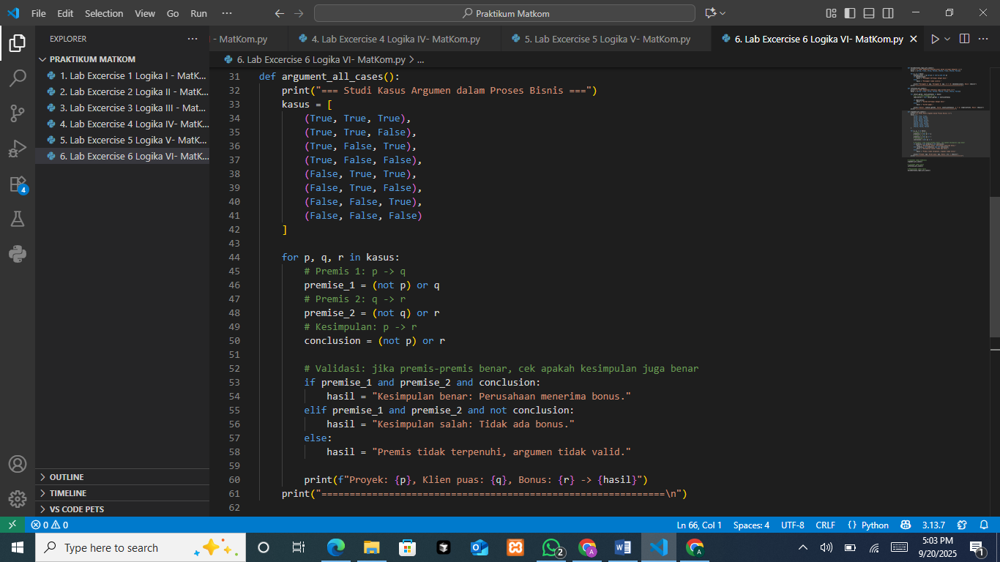 File Edit Selection View Go Run ···
Praktikum Matkom
EXPLORER ···
PRAKTIKUM MATKOM
1. Lab Excercise 1 Logika I - MatK...
2. Lab Excercise 2 Logika II - MatK...
3. Lab Excercise 3 Logika III - Mat...
4. Lab Excercise 4 Logika IV- MatK...
5. Lab Excercise 5 Logika V- MatK...
6. Lab Excercise 6 Logika VI- MatK...
4
OUTLINE
TIMELINE
VS CODE PETS
- MatKom.py
4. Lab Excercise 4 Logika IV- MatKom.py
5. Lab Excercise 5 Logika V- MatKom.py
6. Lab Excercise 6 Logika VI- MatKom.py
6. Lab Excercise 6 Logika VI- MatKom.py > ...
31 def argument_all_cases():
32 print("=== Studi Kasus Argumen dalam Proses Bisnis ===")
33 kasus = [
34 (True, True, True),
35 (True, True, False),
36 (True, False, True),
37 (True, False, False),
38 (False, True, True),
39 (False, True, False),
40 (False, False, True),
41 (False, False, False)
42 ]
43
44 for p, q, r in kasus:
45 # Premis 1: p -> q
46 premise_1 = (not p) or q
47 # Premis 2: q -> r
48 premise_2 = (not q) or r
49 # Kesimpulan: p -> r
50 conclusion = (not p) or r
51
52 # Validasi: jika premis-premis benar, cek apakah kesimpulan juga benar
53 if premise_1 and premise_2 and conclusion:
54 hasil = "Kesimpulan benar: Perusahaan menerima bonus."
55 elif premise_1 and premise_2 and not conclusion:
56 hasil = "Kesimpulan salah: Tidak ada bonus."
57 else:
58 hasil = "Premis tidak terpenuhi, argumen tidak valid."
59
60 print(f"Proyek: {p}, Klien puas: {q}, Bonus: {r} -> {hasil}")
61 print("=============================================================\n")
62
0 0
Ln 66, Col 1 Spaces: 4 UTF-8 CRLF {} Python 3.13.7
Type here to search
2
5:03 PM
9/20/2025
1